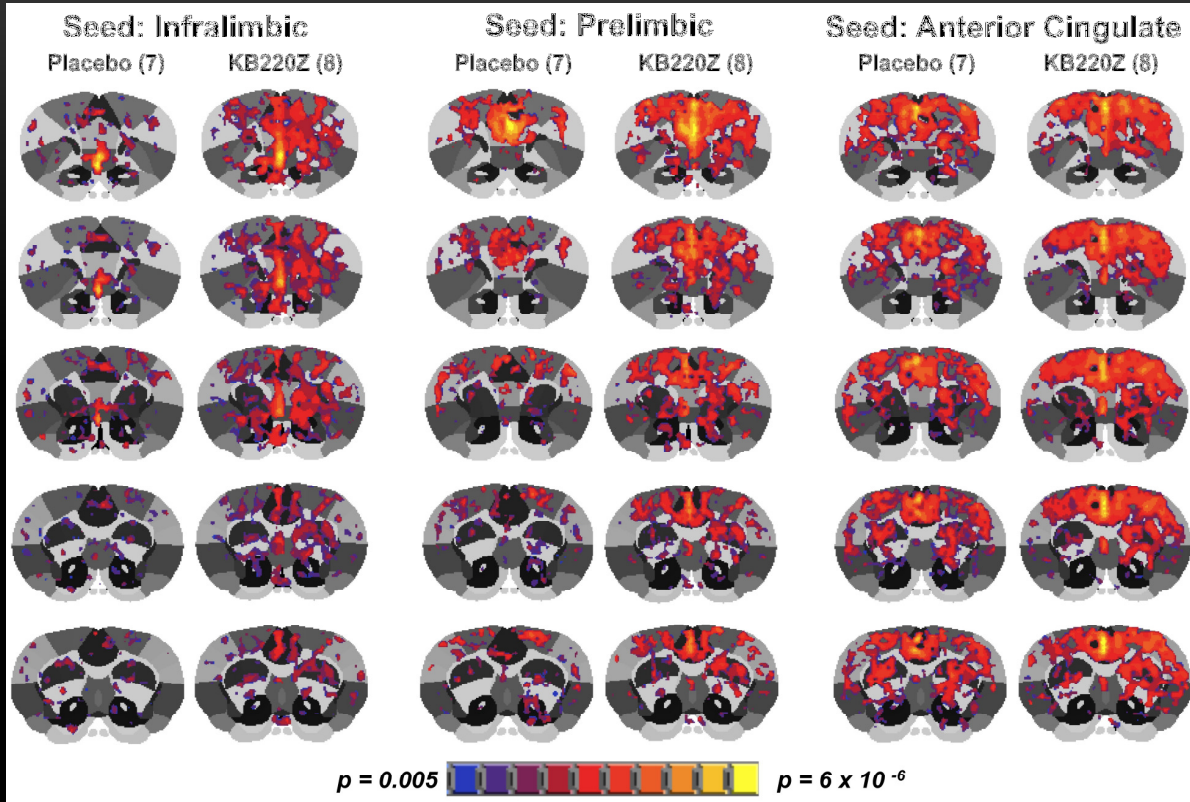 Seed: Infralimbic
Placebo (7) KB220Z (8)
Seed: Prelimbic
Placebo (7) KB220Z (8)
Seed: Anterior Cingulate
Placebo (7) KB220Z (8)
p = 0.005 p = 6 x 10 -6